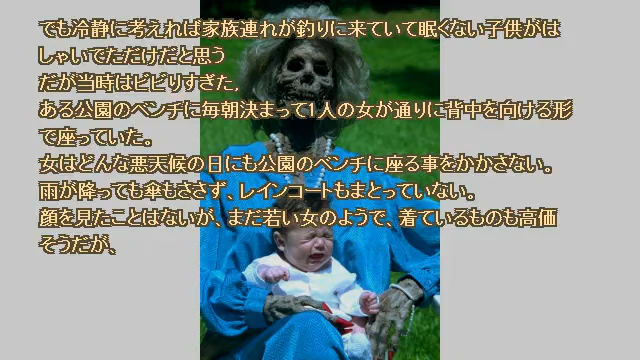 でも冷静に考えれば家族連れが釣りに来ていて眠くない子供がは
しゃいでただけだと思う
だが当時はビビりすぎた，
ある公園のベンチに毎朝決まって1人の女が通りに背中を向ける形
で座っていた。
女はどんな悪天候の日にも公園のベンチに座る事をかかさない。
雨が降っても傘もささず、レインコートもまとっていない。
顔を見たことはないが、まだ若い女のようで、着ているものも高価
そうだが、